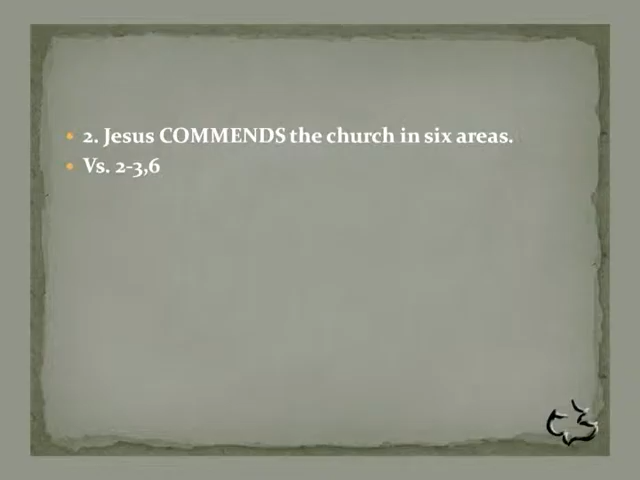 2. Jesus COMMENDS the church in six areas.
Vs. 2-3,6